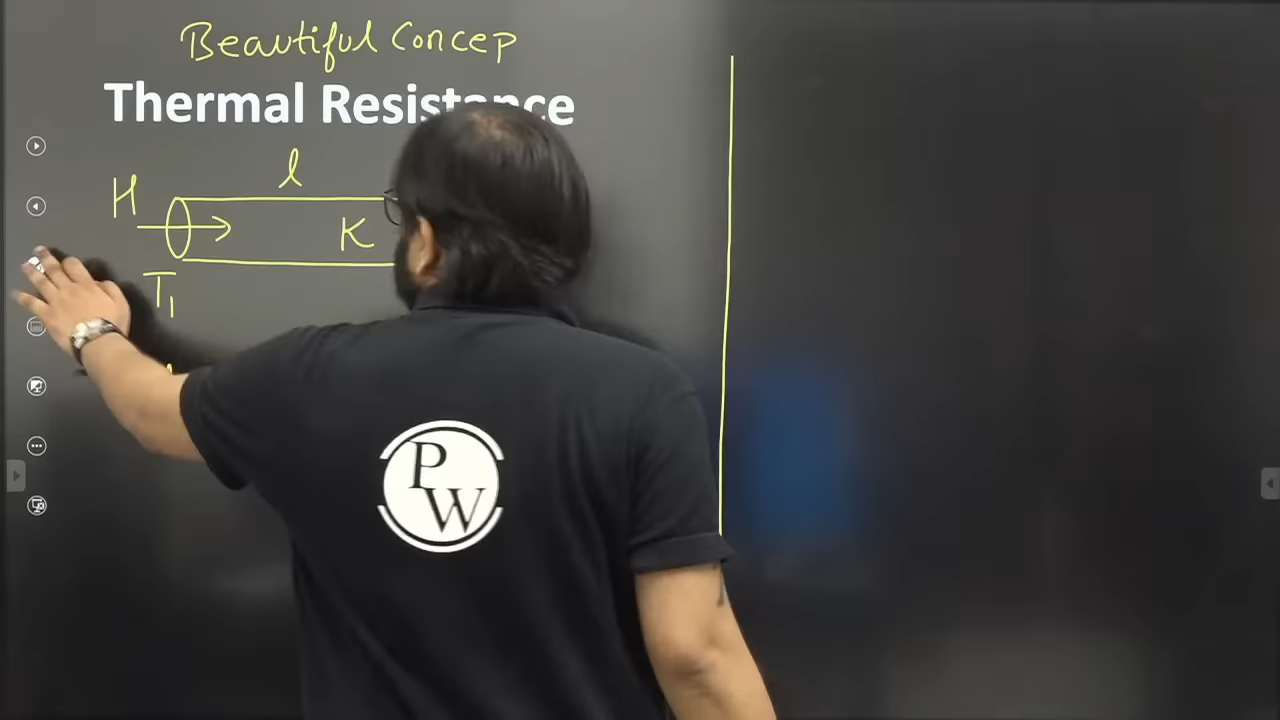 Beautiful Concep
Thermal Resistance
l
H
K
T₁
P
W